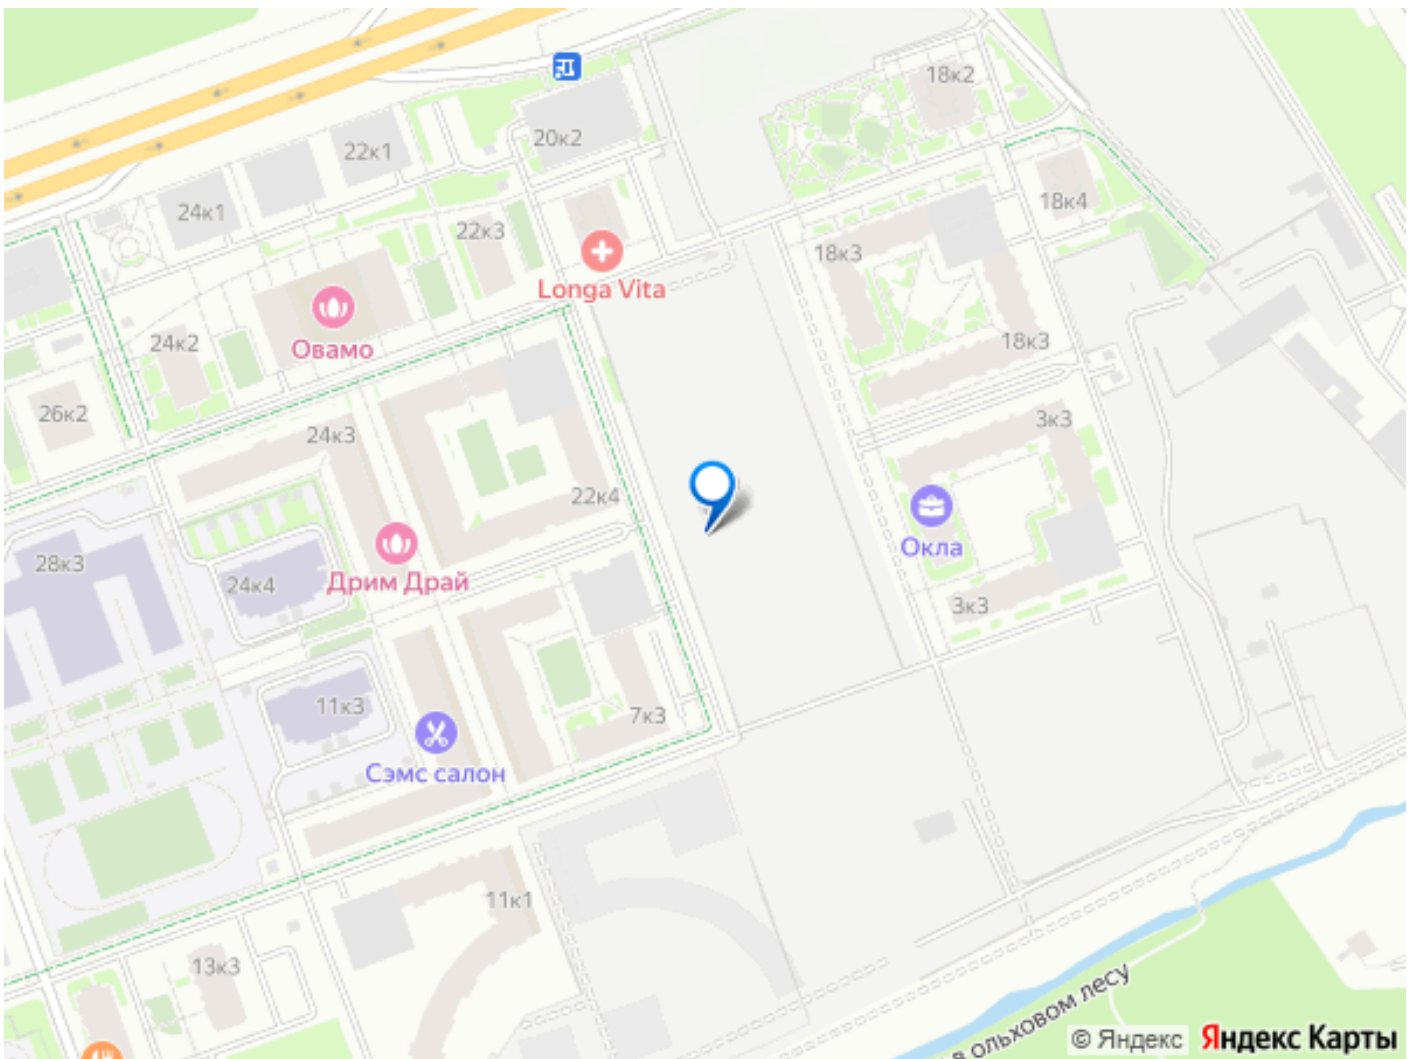 18к2
20к2
22к1
18к4
24к1
22к3
18к3
Longa Vita
24к2
Овамо
18к3
26к2
24к3
3к3
22к4
Окла
28к3
24к4
Дрим Драй
3к3
11к3
7к3
Сэмс салон
11к1
13к3
в ольховом лесу
© Яндекс
Яндекс Карты